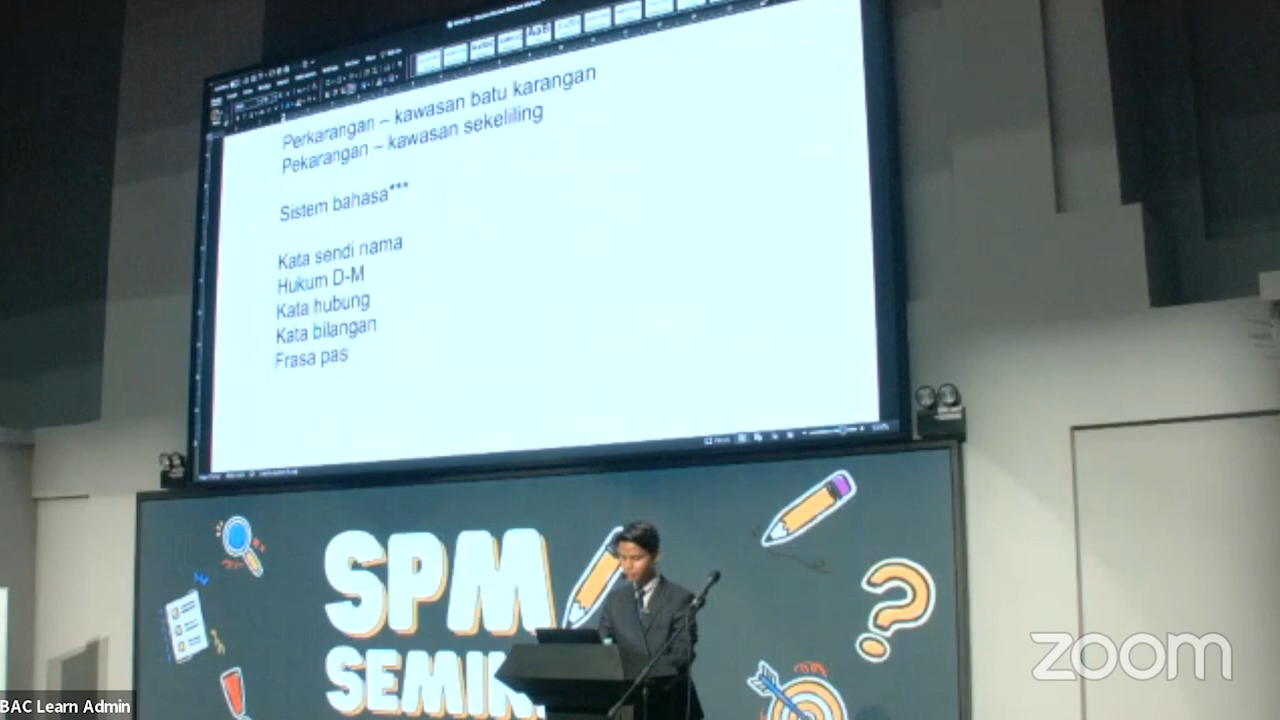 Perkarangan – kawasan batu karangan
Pekarangan – kawasan sekeliling
Sistem bahasa***
Kata sendi nama
Hukum D-M
Kata hubung
Kata bilangan
Frasa pas
SPM
SEMIN
zoom
BAC Learn Admin